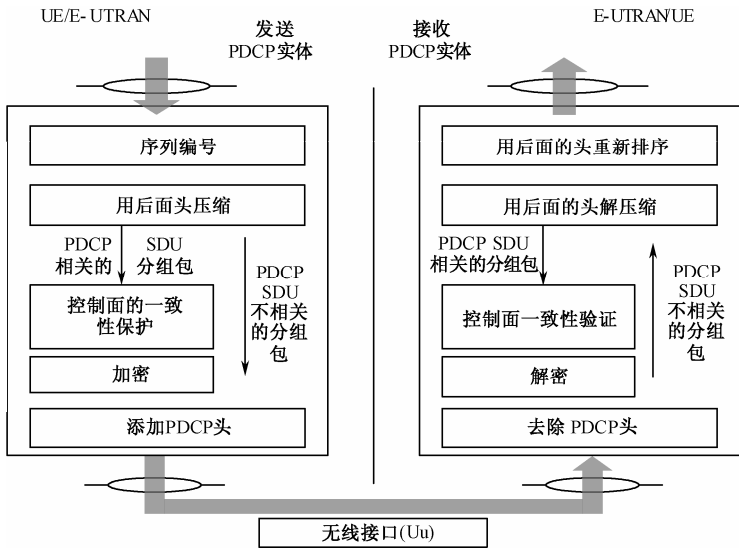 UE/E- UTRAN
发送
PDCP实体
接收
PDCP实体
E-UTRAN/UE
序列编号
用后面头压缩
PDCP SDU
相关的 分组包
控制面的一致
性保护
加密
PDCP
SDU
不相关
的分组
包
添加PDCP头
用后面的头重新排序
用后面的头解压缩
PDCP SDU
相关的分组包
控制面一致性验证
解密
PDCP
SDU
不相关
的分组
包
去除 PDCP头
无线接口(Uu)